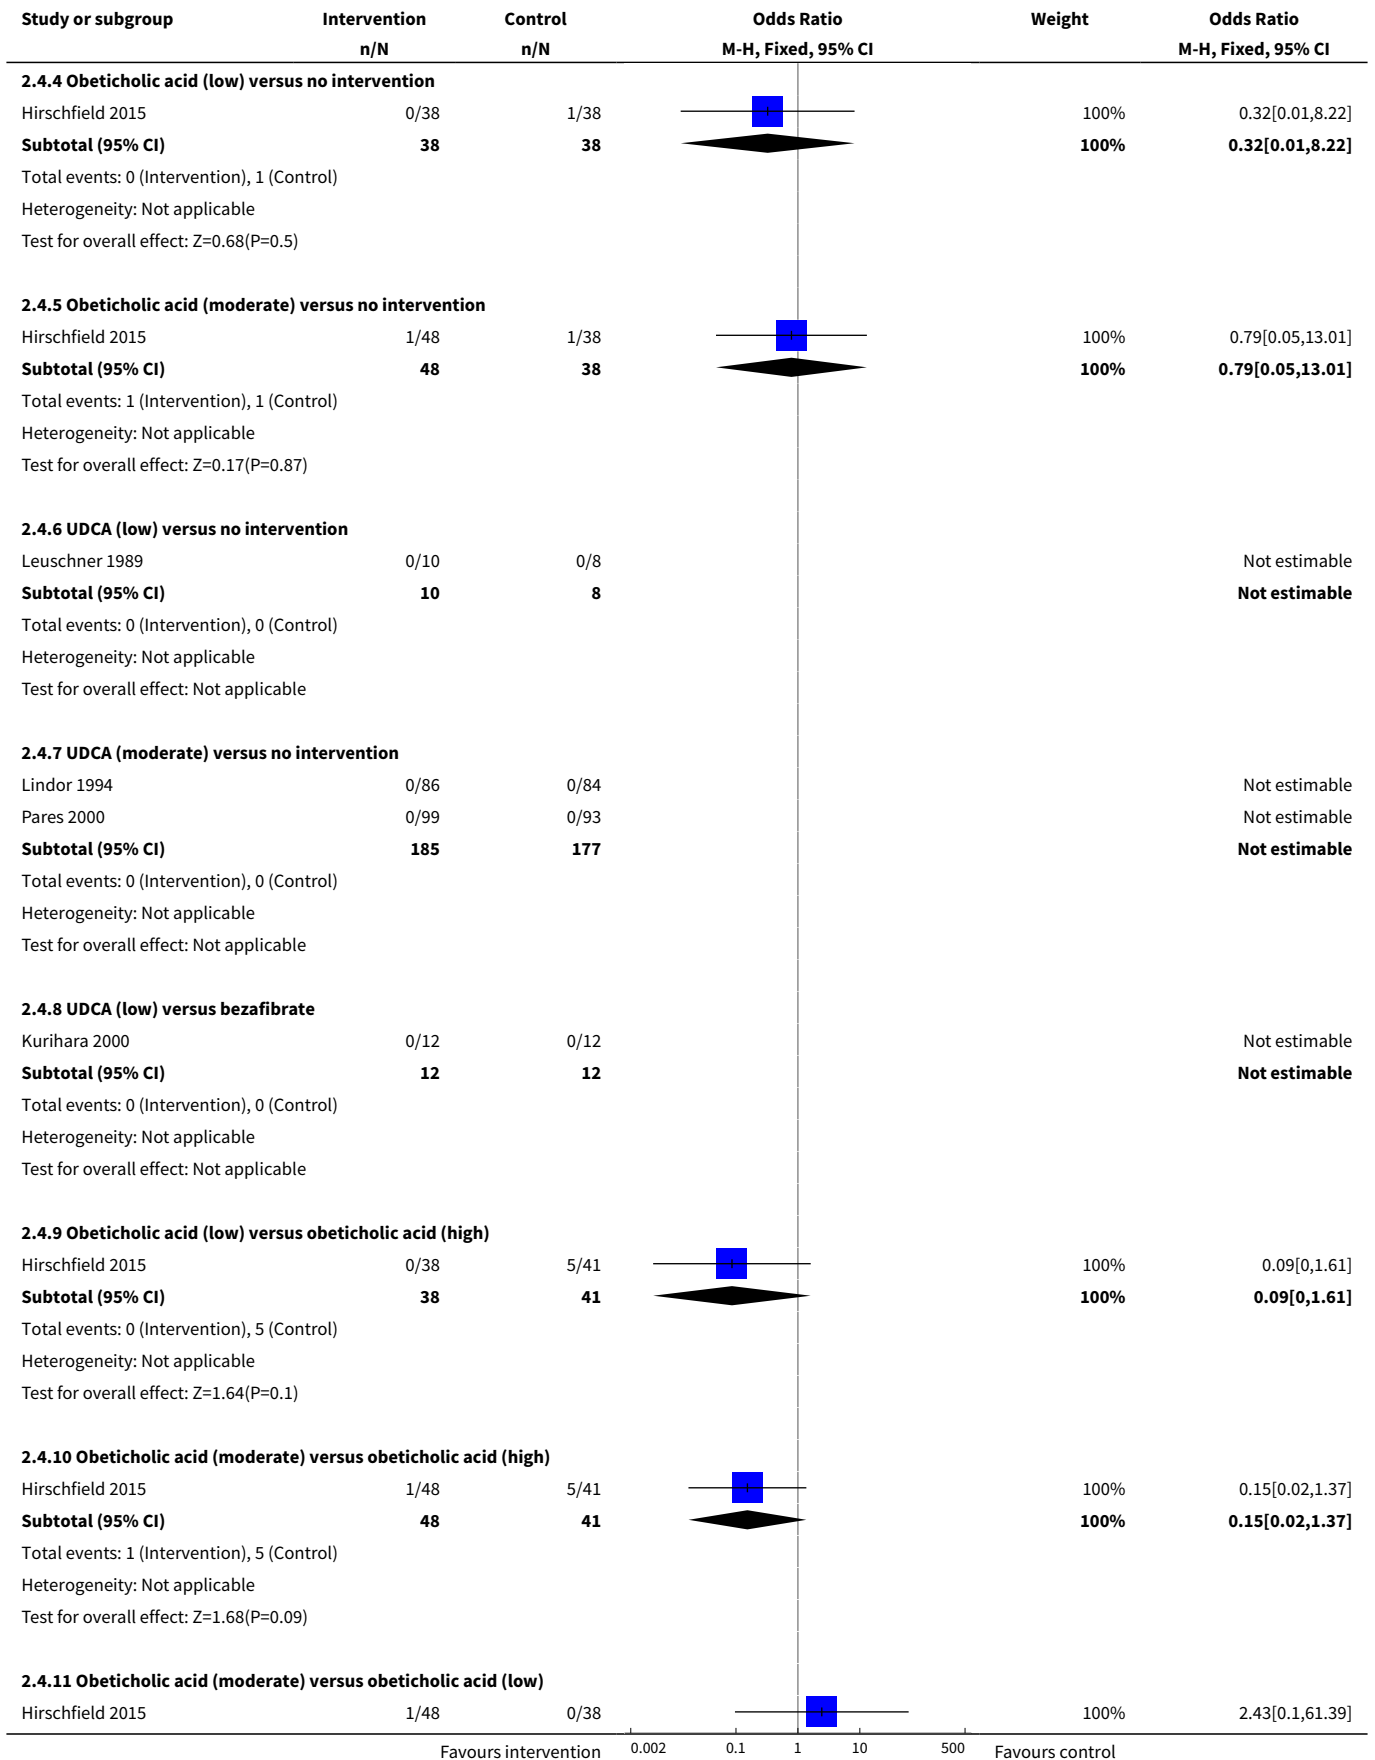 Study or subgroup Intervention Control Odds Ratio Weight Odds Ratio
n/N n/N M-H, Fixed, 95% CI M-H, Fixed, 95% CI
2.4.4 Obeticholic acid (low) versus no intervention
Hirschfield 2015 0/38 1/38 100% 0.32[0.01,8.22]
Subtotal (95% CI) 38 38 100% 0.32[0.01,8.22]
Total events: 0 (Intervention), 1 (Control)
Heterogeneity: Not applicable
Test for overall effect: Z=0.68(P=0.5)
2.4.5 Obeticholic acid (moderate) versus no intervention
Hirschfield 2015 1/48 1/38 100% 0.79[0.05,13.01]
Subtotal (95% CI) 48 38 100% 0.79[0.05,13.01]
Total events: 1 (Intervention), 1 (Control)
Heterogeneity: Not applicable
Test for overall effect: Z=0.17(P=0.87)
2.4.6 UDCA (low) versus no intervention
Leuschner 1989 0/10 0/8 Not estimable
Subtotal (95% CI) 10 8 Not estimable
Total events: 0 (Intervention), 0 (Control)
Heterogeneity: Not applicable
Test for overall effect: Not applicable
2.4.7 UDCA (moderate) versus no intervention
Lindor 1994 0/86 0/84 Not estimable
Pares 2000 0/99 0/93 Not estimable
Subtotal (95% CI) 185 177 Not estimable
Total events: 0 (Intervention), 0 (Control)
Heterogeneity: Not applicable
Test for overall effect: Not applicable
2.4.8 UDCA (low) versus bezafibrate
Kurihara 2000 0/12 0/12 Not estimable
Subtotal (95% CI) 12 12 Not estimable
Total events: 0 (Intervention), 0 (Control)
Heterogeneity: Not applicable
Test for overall effect: Not applicable
2.4.9 Obeticholic acid (low) versus obeticholic acid (high)
Hirschfield 2015 0/38 5/41 100% 0.09[0,1.61]
Subtotal (95% CI) 38 41 100% 0.09[0,1.61]
Total events: 0 (Intervention), 5 (Control)
Heterogeneity: Not applicable
Test for overall effect: Z=1.64(P=0.1)
2.4.10 Obeticholic acid (moderate) versus obeticholic acid (high)
Hirschfield 2015 1/48 5/41 100% 0.15[0.02,1.37]
Subtotal (95% CI) 48 41 100% 0.15[0.02,1.37]
Total events: 1 (Intervention), 5 (Control)
Heterogeneity: Not applicable
Test for overall effect: Z=1.68(P=0.09)
2.4.11 Obeticholic acid (moderate) versus obeticholic acid (low)
Hirschfield 2015 1/48 0/38 100% 2.43[0.1,61.39]
Favours intervention 0.002 0.1 1 10 500 Favours control